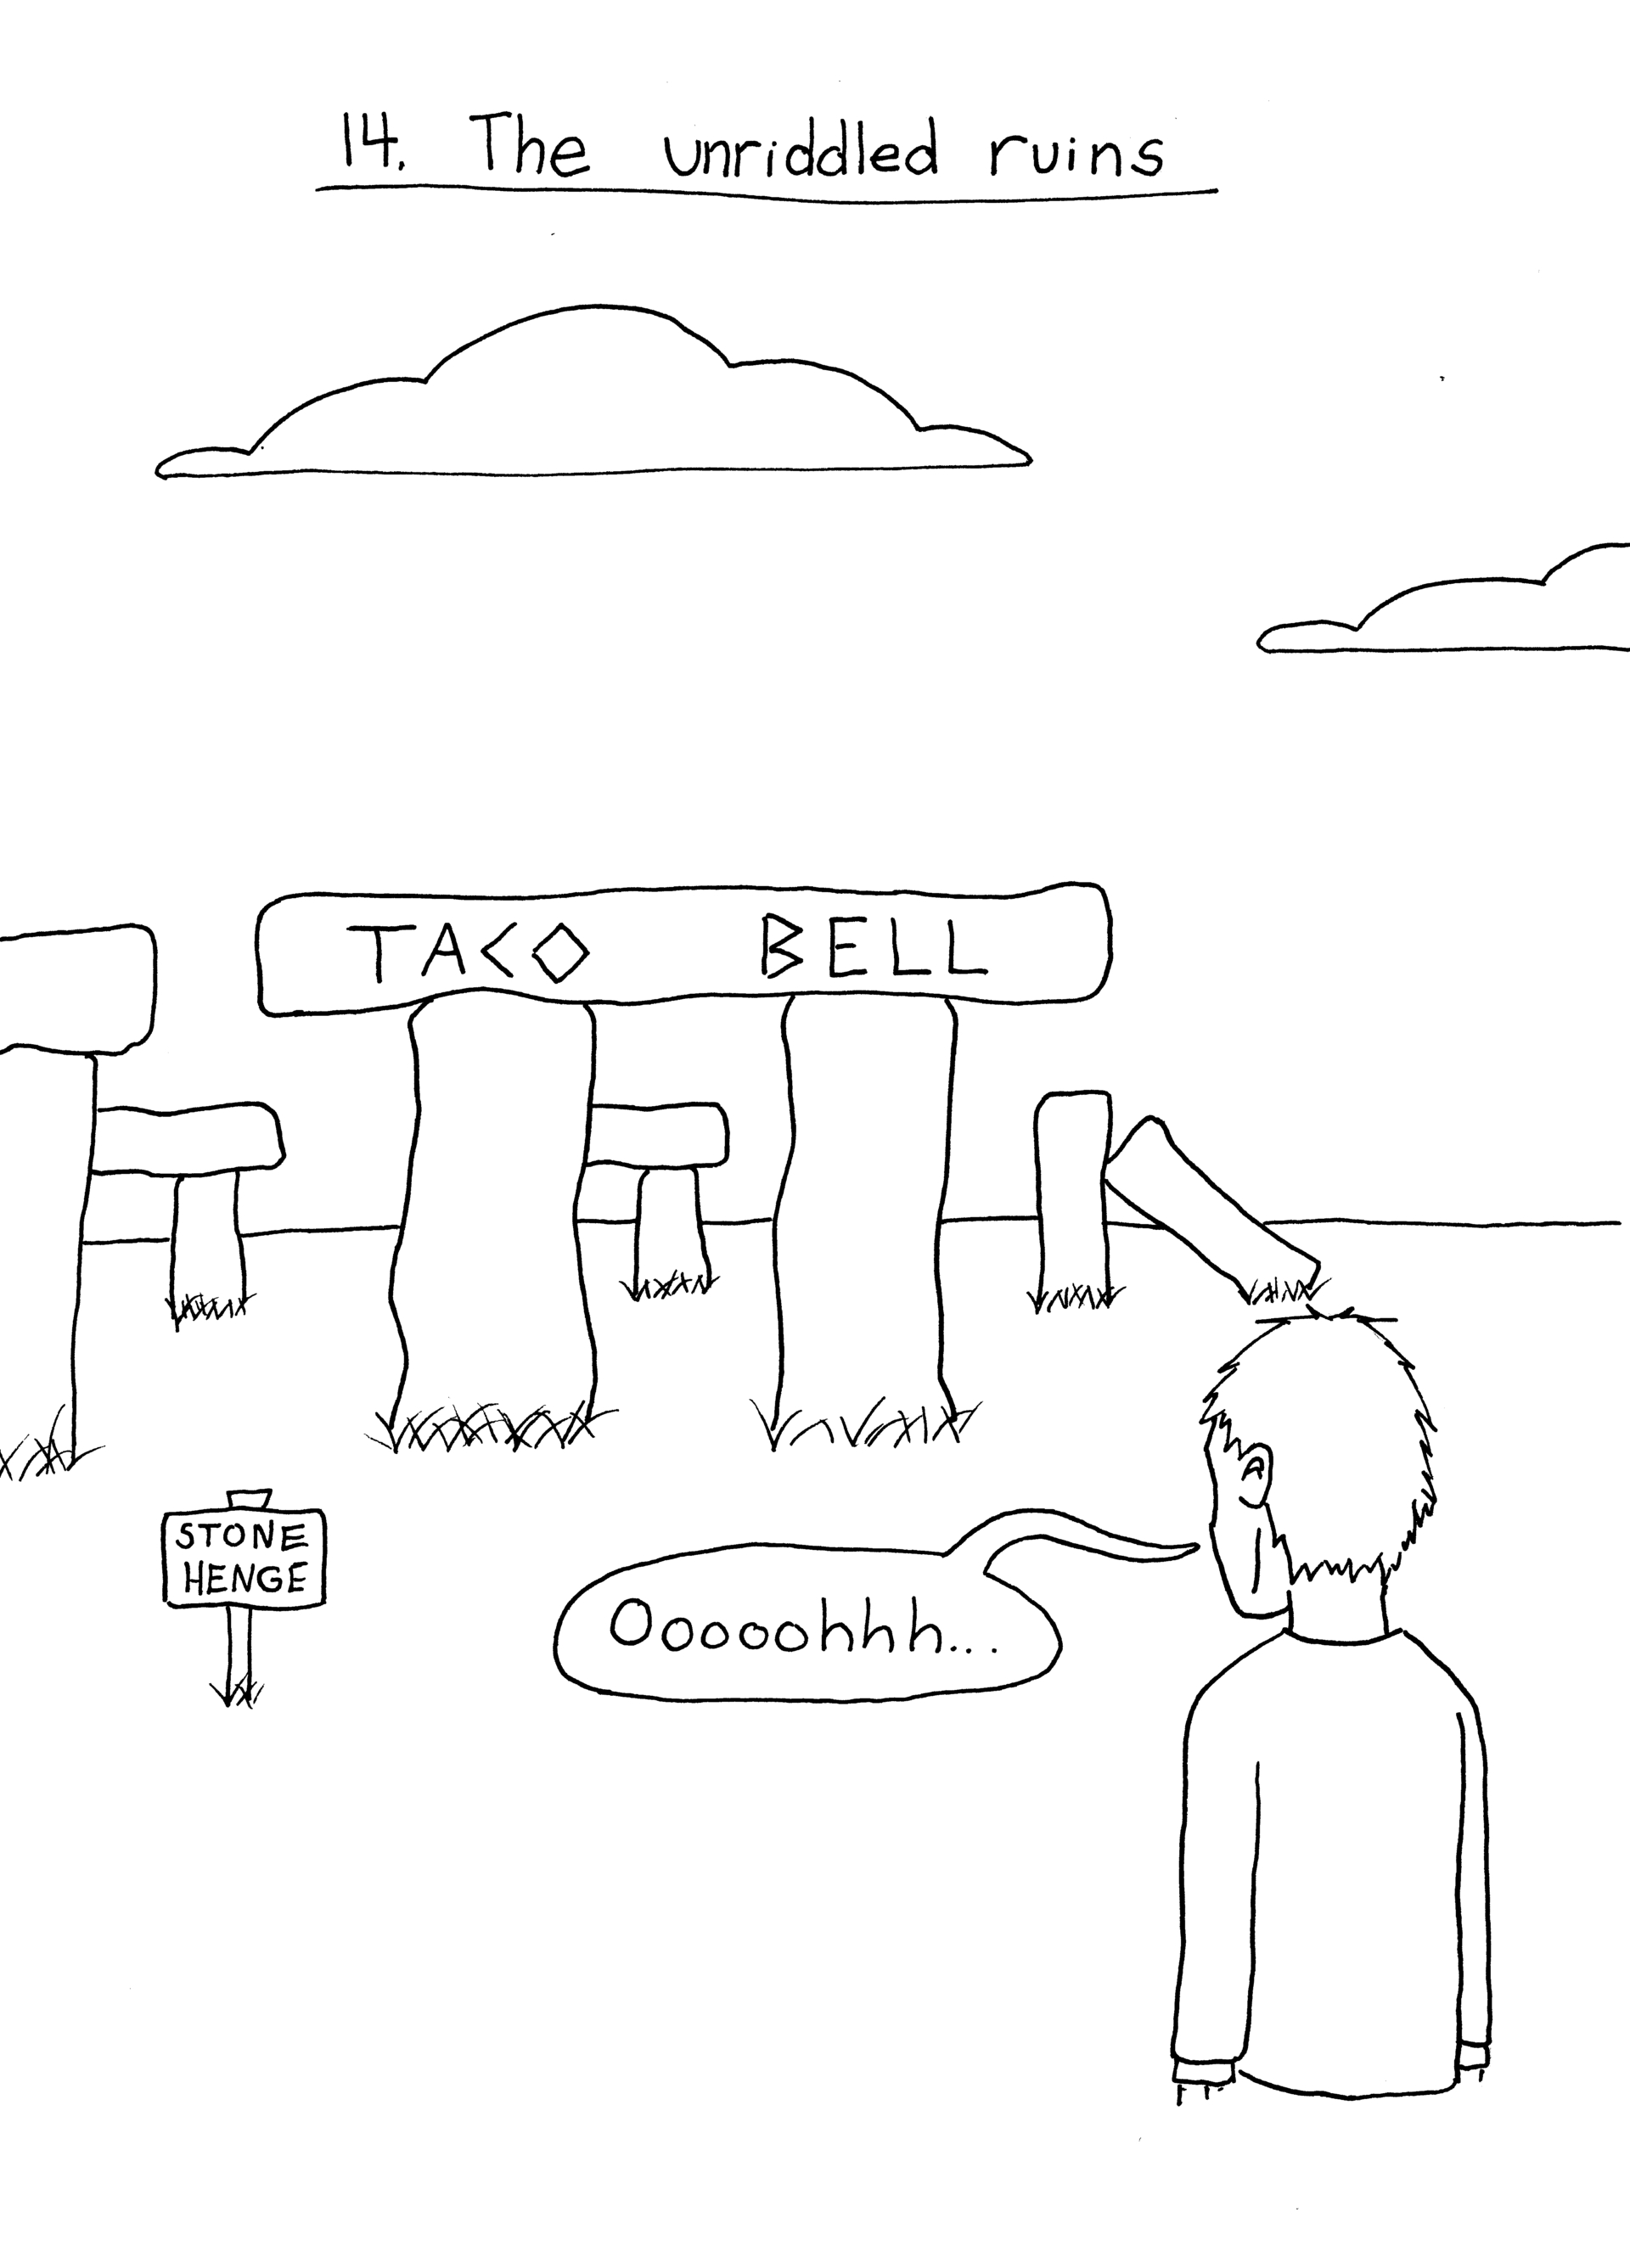 14. The unriddled ruins
TACO BELL
STONE
HENGE
Ooooohhh...